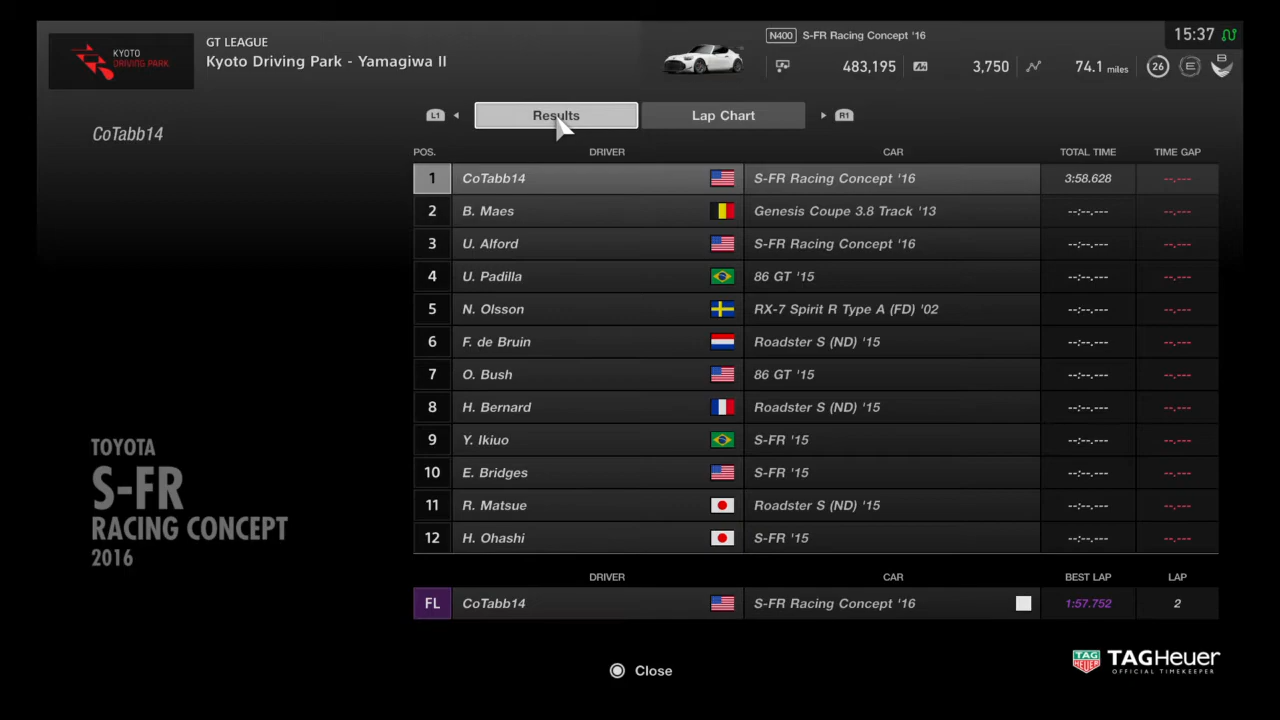 KYOTO
DRIVING PARK
GT LEAGUE
Kyoto Driving Park - Yamagiwa II
N400 S-FR Racing Concept '16
483,195 3,750 74.1 miles 26 E B
15:37
CoTabb14
L1 Results Lap Chart R1
POS. DRIVER CAR TOTAL TIME TIME GAP
1 CoTabb14 S-FR Racing Concept '16 3:58.628 --.---
2 B. Maes Genesis Coupe 3.8 Track '13 --:--.--- --.---
3 U. Alford S-FR Racing Concept '16 --:--.--- --.---
4 U. Padilla 86 GT '15 --:--.--- --.---
5 N. Olsson RX-7 Spirit R Type A (FD) '02 --:--.--- --.---
6 F. de Bruin Roadster S (ND) '15 --:--.--- --.---
7 O. Bush 86 GT '15 --:--.--- --.---
8 H. Bernard Roadster S (ND) '15 --:--.--- --.---
9 Y. Ikiuo S-FR '15 --:--.--- --.---
10 E. Bridges S-FR '15 --:--.--- --.---
11 R. Matsue Roadster S (ND) '15 --:--.--- --.---
12 H. Ohashi S-FR '15 --:--.--- --.---
TOYOTA
S-FR
RACING CONCEPT
2016
DRIVER CAR BEST LAP LAP
FL CoTabb14 S-FR Racing Concept '16 1:57.752 2
Close
TAG HEUER TAGHeuer
OFFICIAL TIMEKEEPER